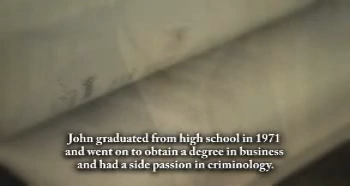 John graduated from high school in 1971
and went on to obtain a degree in business
and had a side passion in criminology.